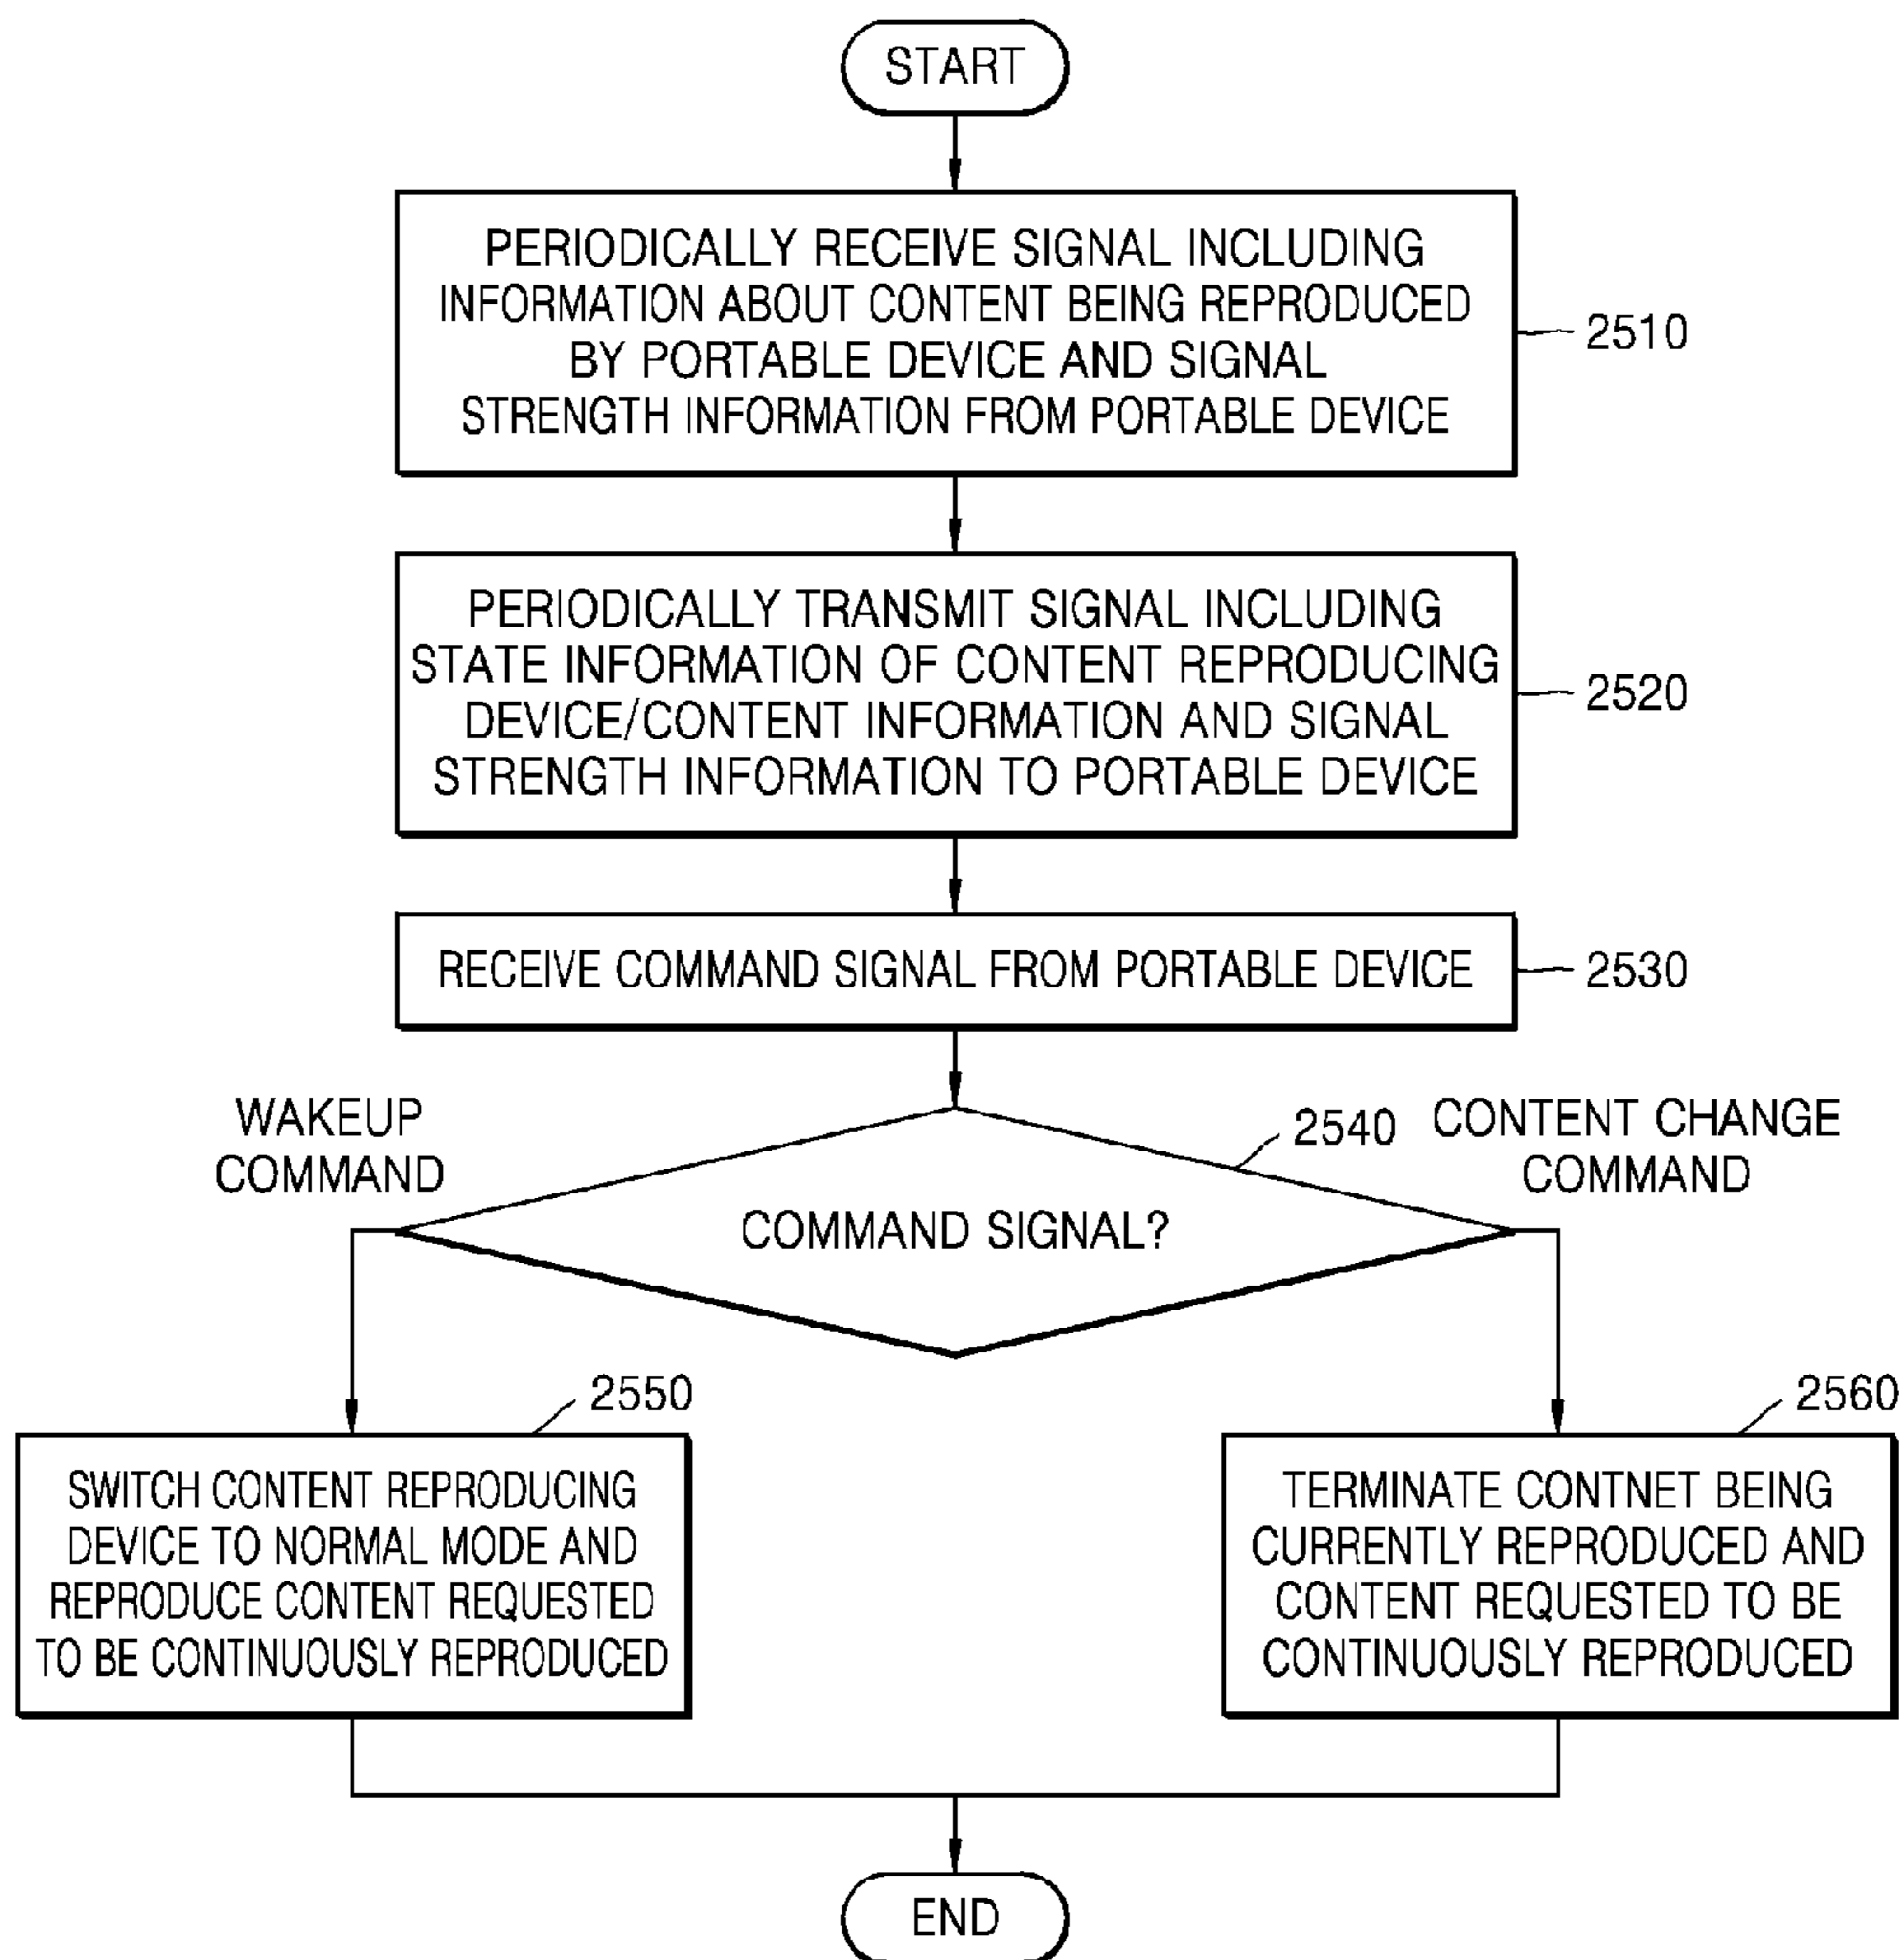 START
PERIODICALLY RECEIVE SIGNAL INCLUDING
INFORMATION ABOUT CONTENT BEING REPRODUCED
BY PORTABLE DEVICE AND SIGNAL
STRENGTH INFORMATION FROM PORTABLE DEVICE
2510
PERIODICALLY TRANSMIT SIGNAL INCLUDING
STATE INFORMATION OF CONTENT REPRODUCING
DEVICE/CONTENT INFORMATION AND SIGNAL
STRENGTH INFORMATION TO PORTABLE DEVICE
2520
RECEIVE COMMAND SIGNAL FROM PORTABLE DEVICE
2530
WAKEUP
COMMAND
2540
CONTENT CHANGE
COMMAND
COMMAND SIGNAL?
2550
SWITCH CONTENT REPRODUCING
DEVICE TO NORMAL MODE AND
REPRODUCE CONTENT REQUESTED
TO BE CONTINUOUSLY REPRODUCED
2560
TERMINATE CONTNET BEING
CURRENTLY REPRODUCED AND
CONTENT REQUESTED TO BE
CONTINUOUSLY REPRODUCED
END